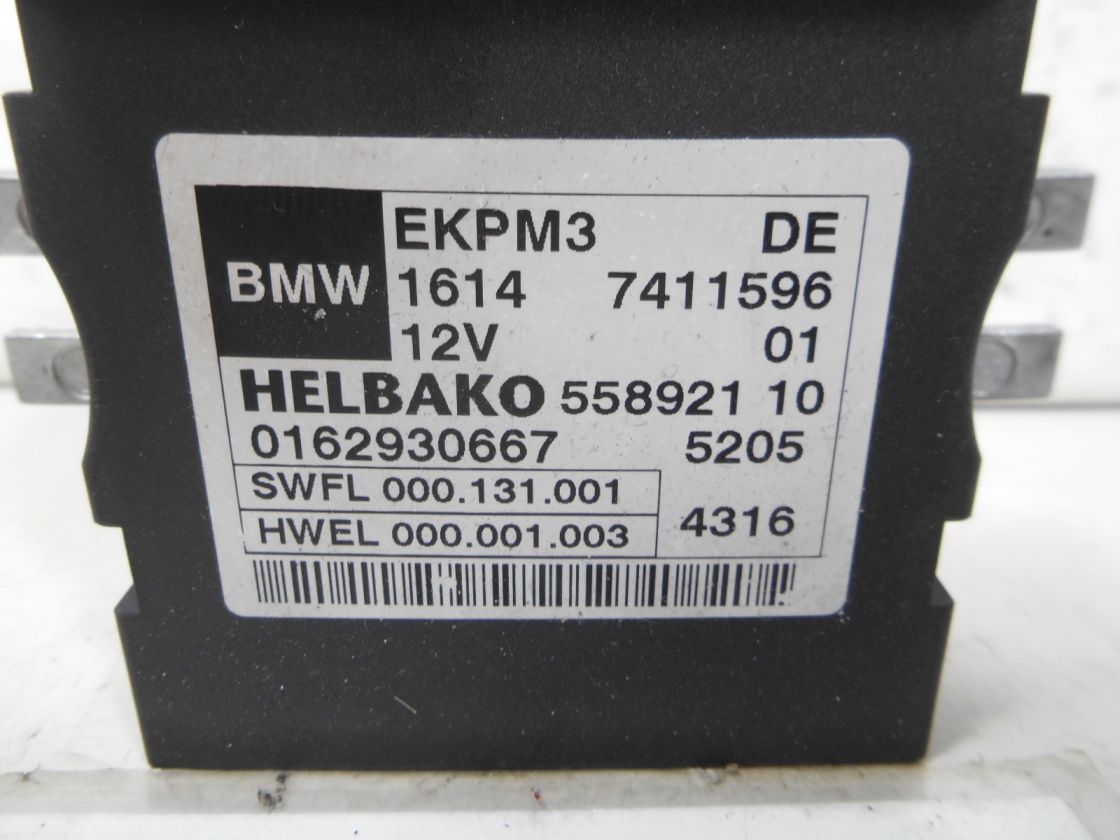 EKPM3 DE
BMW 1614 7411596
12V 01
HELBAKO 558921 10
0162930667 5205
SWFL 000.131.001
4316
HWEL 000.001.003